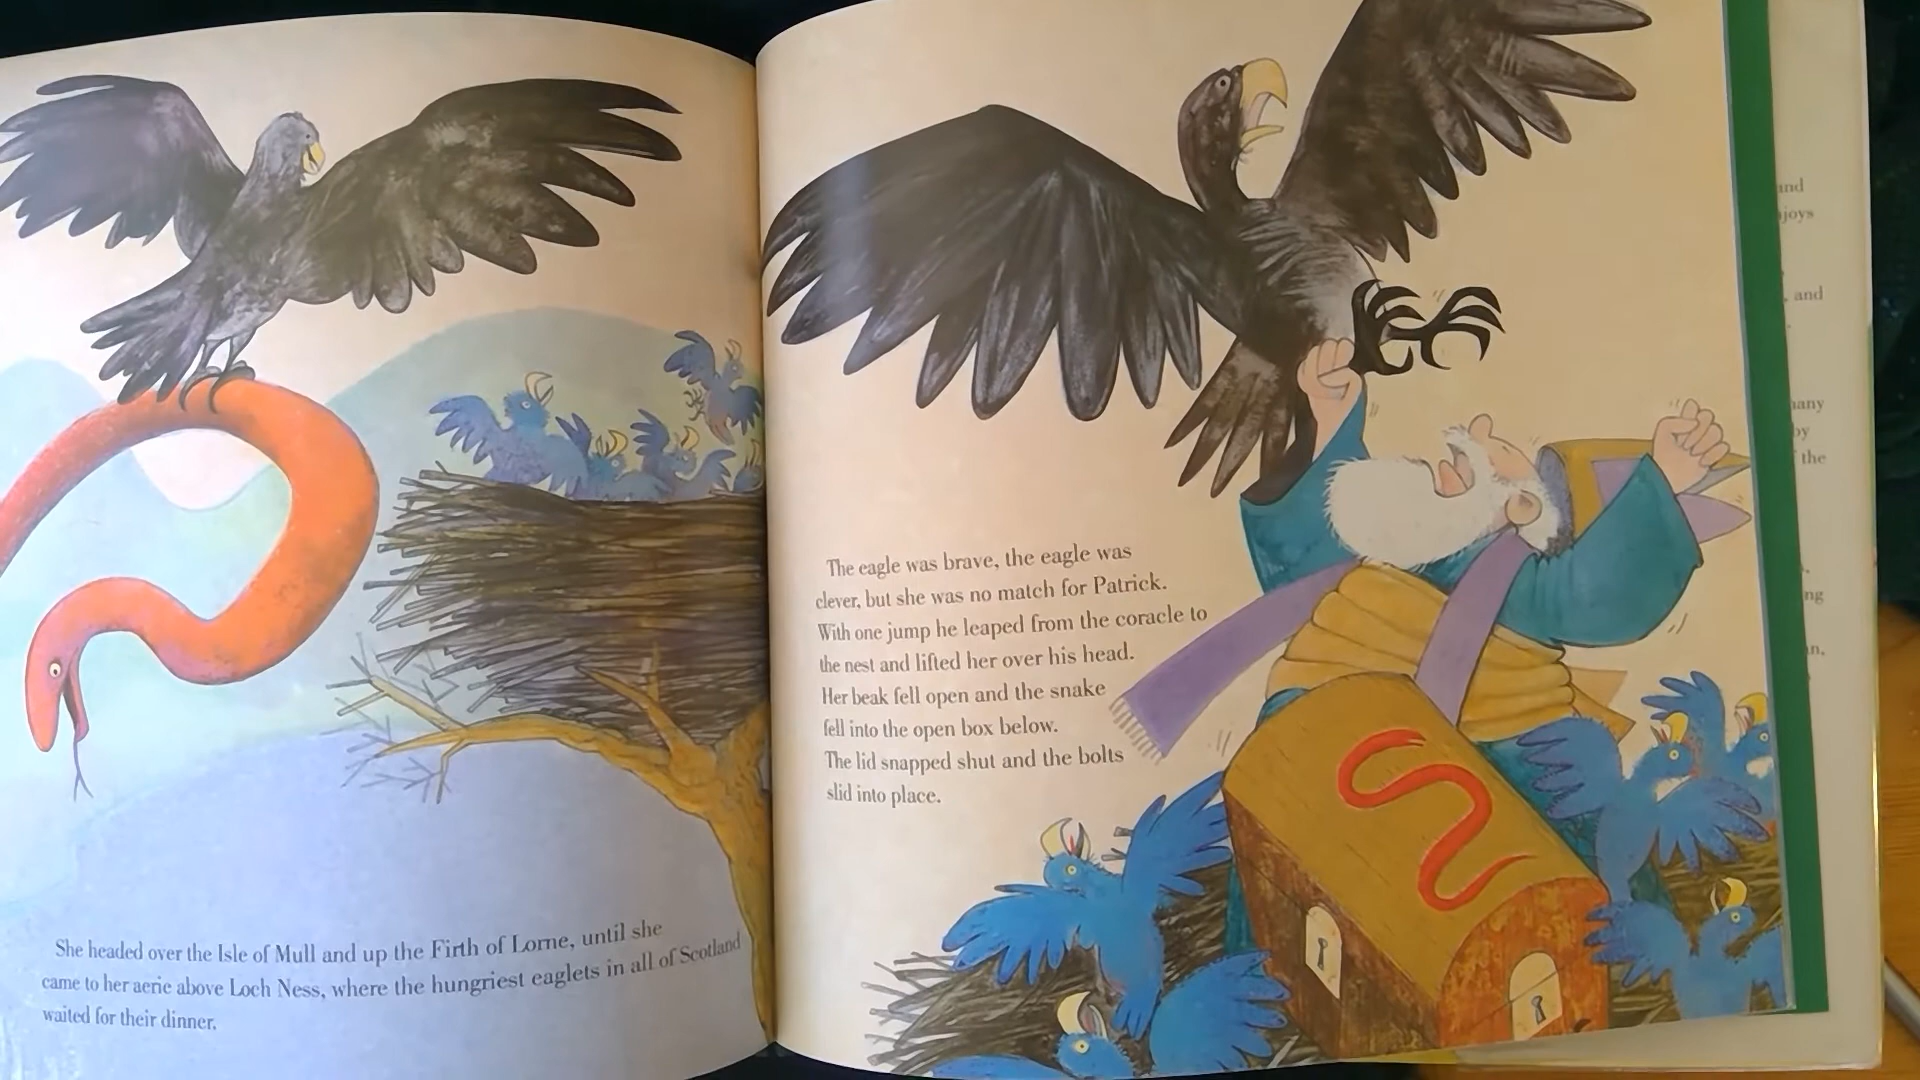 She headed over the Isle of Mull and up the Firth of Lorne, until she
came to her aerie above Loch Ness, where the hungriest eaglets in all of Scotland
waited for their dinner.
The eagle was brave, the eagle was
clever, but she was no match for Patrick.
With one jump he leaped from the coracle to
the nest and lifted her over his head.
Her beak fell open and the snake
fell into the open box below.
The lid snapped shut and the bolts
slid into place.
and
, and
by
the